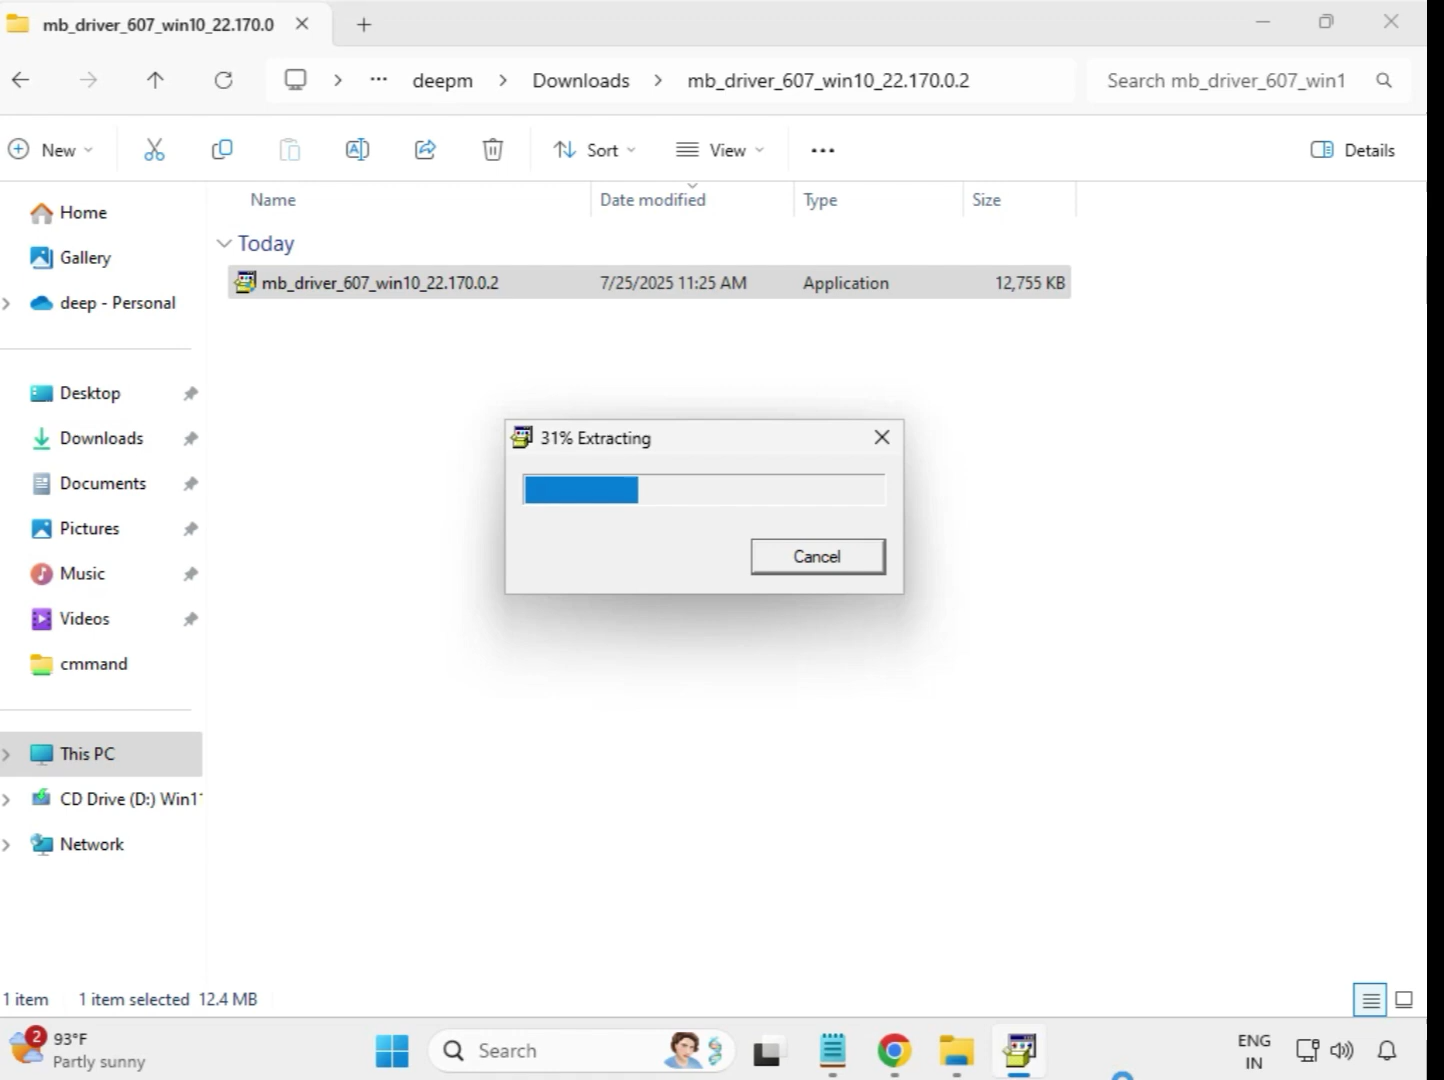 mb_driver_607_win10_22.170.0
deepm
Downloads
mb_driver_607_win10_22.170.0.2
Search mb_driver_607_win1
New
Sort
View
Details
Name
Date modified
Type
Size
Home
Gallery
deep - Personal
Today
mb_driver_607_win10_22.170.0.2
7/25/2025 11:25 AM
Application
12,755 KB
Desktop
Downloads
Documents
Pictures
Music
Videos
cmmand
31% Extracting
Cancel
This PC
CD Drive (D:) Win1
Network
1 item
1 item selected
12.4 MB
2
93°F
Partly sunny
Search
ENG
IN